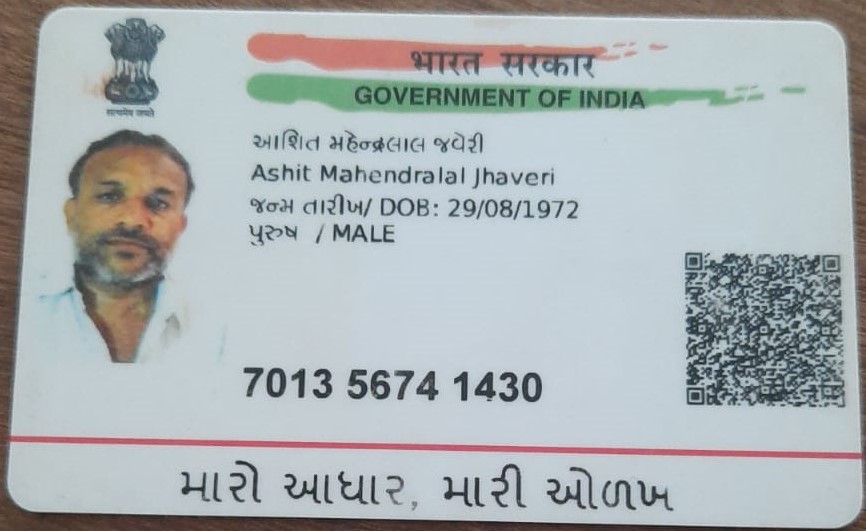 सत्यमेव जयते
भारत सरकार
GOVERNMENT OF INDIA
આશિત મહેન્દ્રલાલ જવેરી
Ashit Mahendralal Jhaveri
જન્મ તારીખ/ DOB: 29/08/1972
પુરુષ / MALE
7013 5674 1430
મારો આધાર, મારી ઓળખ